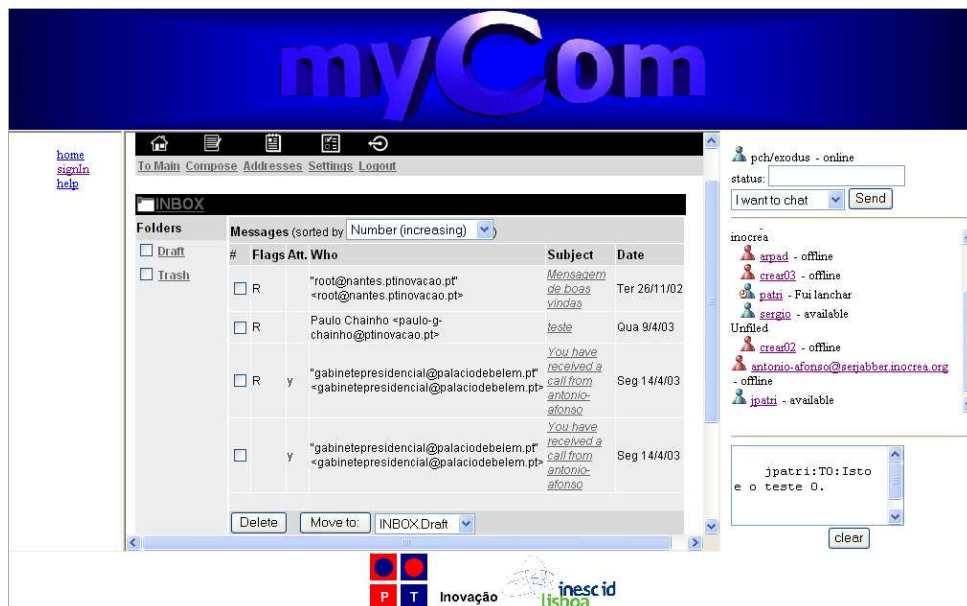 myCom
home
signIn
help
To Main Compose Addresses Settings Logout
INBOX
Folders
Draft
Trash
Messages (sorted by Number (increasing) )
# Flags Att. Who Subject Date
R "root@nantes.ptinovacao.pt" <root@nantes.ptinovacao.pt> Mensagem de boas vindas Ter 26/11/02
R Paulo Chainho <paulo-g-chainho@ptinovacao.pt> teste Qua 9/4/03
R y "gabinetepresidencial@palaciodebelem.pt" <gabinetepresidencial@palaciodebelem.pt> You have received a call from antonio-afonso Seg 14/4/03
y "gabinetepresidencial@palaciodebelem.pt" <gabinetepresidencial@palaciodebelem.pt> You have received a call from antonio-afonso Seg 14/4/03
Delete Move to: INBOX.Draft
pch/exodus - online
status:
I want to chat Send
inocrea
arpad - offline
crear03 - offline
patri - Fui lanchar
sergio - available
Unfiled
crear02 - offline
antonio-afonso@serjabber.inocrea.org
- offline
jpatri - available
jpatri:T0:Isto
e o teste 0.
clear
P T Inovação
inesc id
lisboa